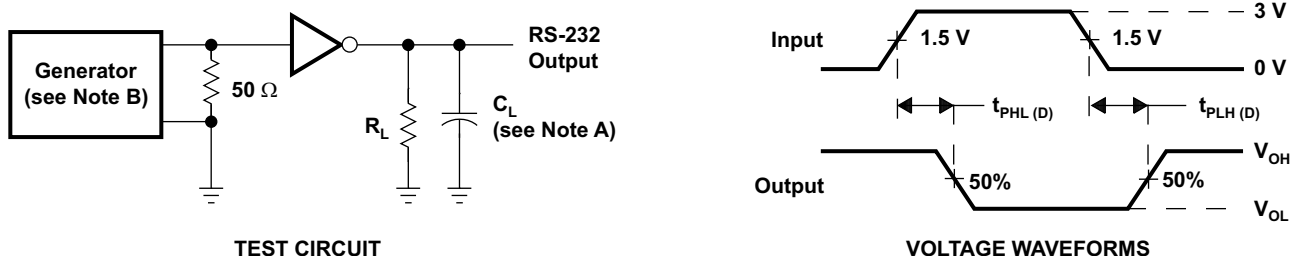 Generator
(see Note B)
50 Ω
RS-232
Output
R_L
C_L
(see Note A)
TEST CIRCUIT
Input
1.5 V
1.5 V
3 V
0 V
t_PHL (D)
t_PLH (D)
Output
50%
50%
V_OH
V_OL
VOLTAGE WAVEFORMS